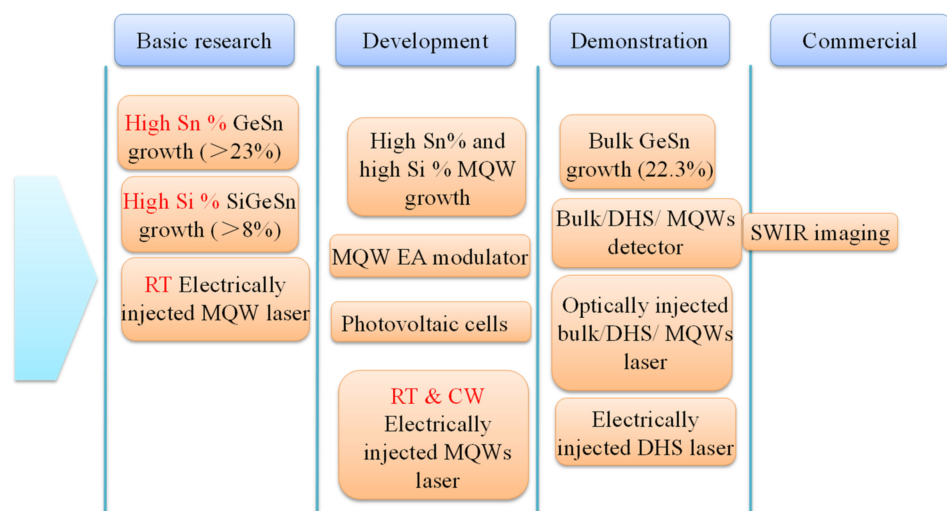 Basic research
Development
Demonstration
Commercial
High Sn % GeSn
growth (>23%)
High Si % SiGeSn
growth (>8%)
RT Electrically
injected MQW laser
High Sn% and
high Si % MQW
growth
MQW EA modulator
Photovoltaic cells
RT & CW
Electrically
injected MQWs
laser
Bulk GeSn
growth (22.3%)
Bulk/DHS/ MQWs
detector
Optically injected
bulk/DHS/ MQWs
laser
Electrically
injected DHS laser
SWIR imaging